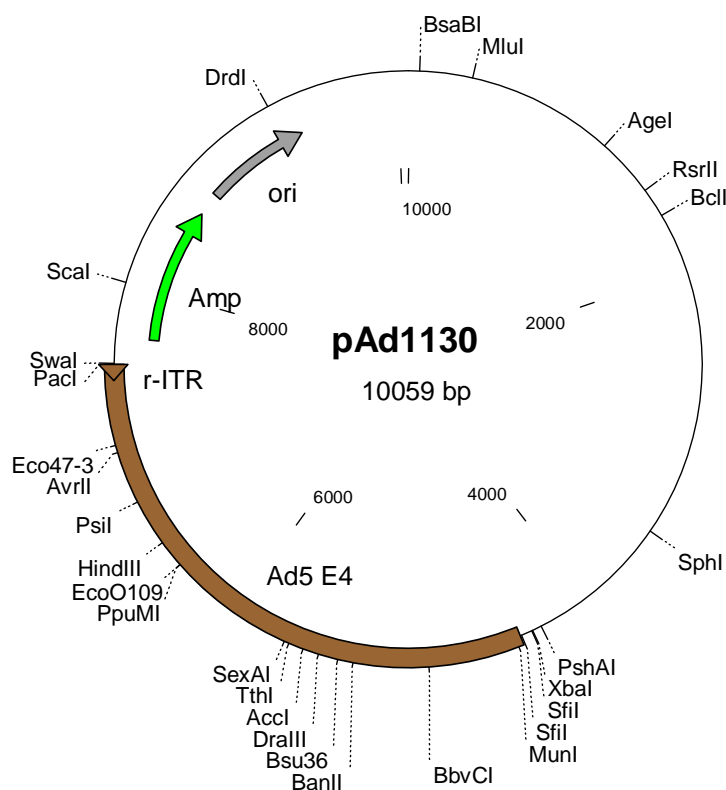 BsaBI
MluI
DrdI
AgeI
RsrII
BclI
ori
10000
ScaI
Amp
8000
2000
pAd1130
10059 bp
SwaI
PacI
r-ITR
Eco47-3
AvrII
PsiI
6000
4000
HindIII
EcoO109
PpuMI
Ad5 E4
SphI
SexAI
TthI
AccI
DraIII
Bsu36
BanII
BbvCI
PshAI
XbaI
SfiI
SfiI
MunI